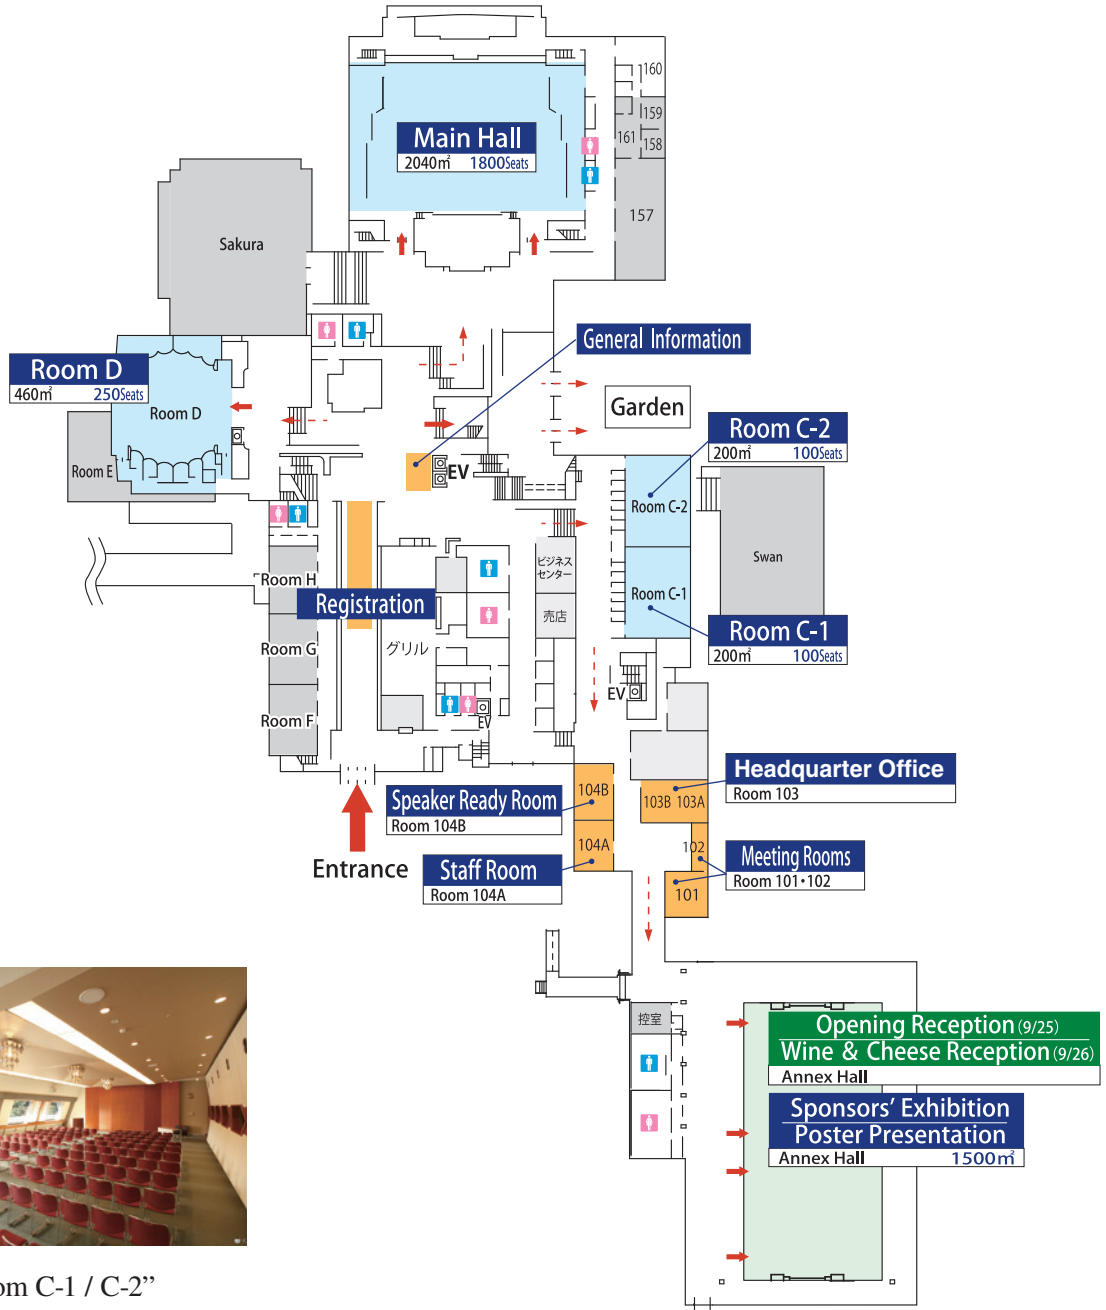 160
159
161
158
Main Hall
2040㎡ 1800Seats
157
Sakura
General Information
Room D
460㎡ 250Seats
Room D
Garden
Room C-2
200㎡ 100Seats
Room E
EV
Room C-2
ビジネス
センター
Swan
Room H
Room C-1
Registration
売店
Room C-1
200㎡ 100Seats
Room G
グリル
EV
Room F
EV
Headquarter Office
Room 103
104B
103B 103A
Speaker Ready Room
Room 104B
104A
102
Meeting Rooms
Room 101・102
Entrance
Staff Room
Room 104A
101
控室
Opening Reception (9/25)
Wine & Cheese Reception (9/26)
Annex Hall
Sponsors' Exhibition
Poster Presentation
Annex Hall 1500㎡
om C-1 / C-2”